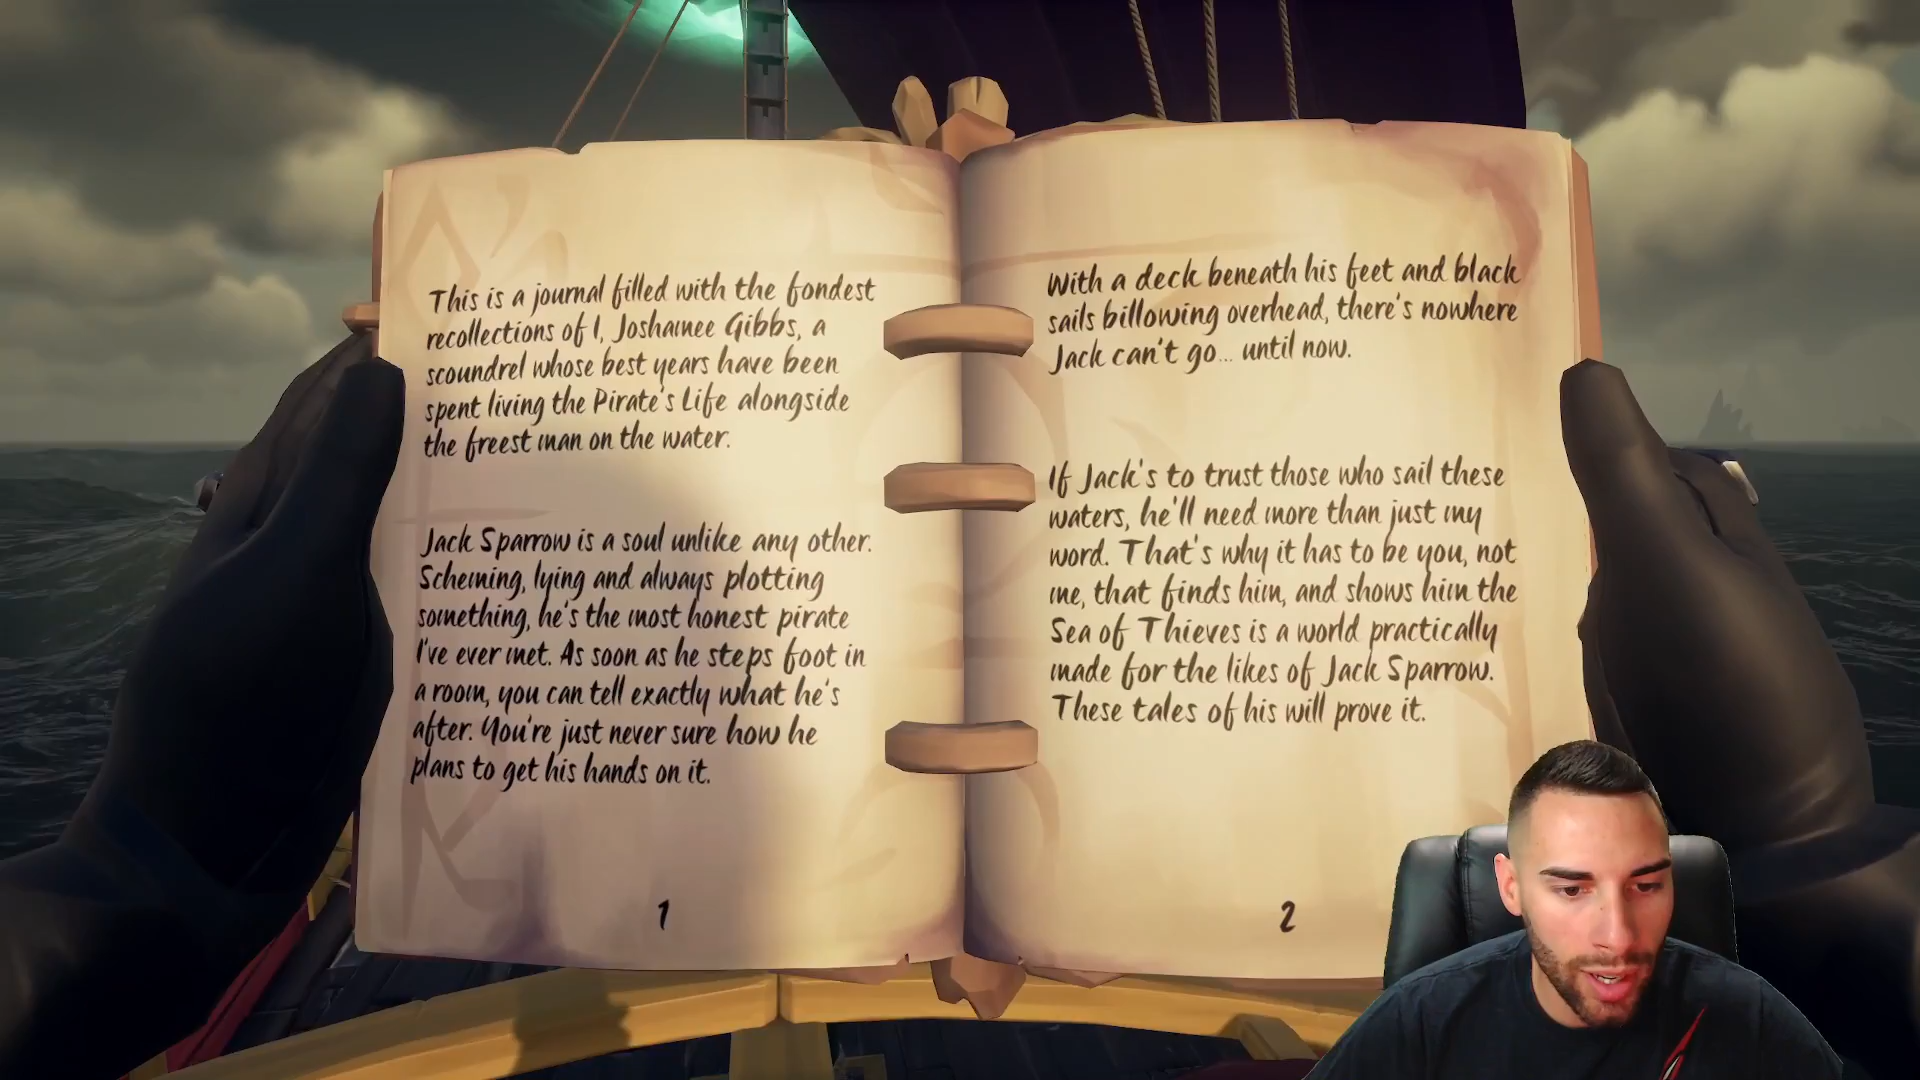 This is a journal filled with the fondest
recollections of I, Joshamee Gibbs, a
scoundrel whose best years have been
spent living the Pirate's Life alongside
the freest man on the water.
Jack Sparrow is a soul unlike any other.
Scheming, lying and always plotting
something, he's the most honest pirate
I've ever met. As soon as he steps foot in
a room, you can tell exactly what he's
after. You're just never sure how he
plans to get his hands on it.
1
With a deck beneath his feet and black
sails billowing overhead, there's nowhere
Jack can't go... until now.
If Jack's to trust those who sail these
waters, he'll need more than just my
word. That's why it has to be you, not
me, that finds him, and shows him the
Sea of Thieves is a world practically
made for the likes of Jack Sparrow.
These tales of his will prove it.
2